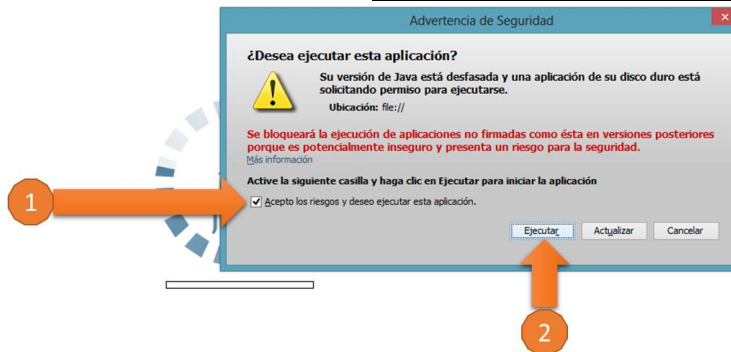 Advertencia de Seguridad
x
¿Desea ejecutar esta aplicación?
Su versión de Java está desfasada y una aplicación de su disco duro está
solicitando permiso para ejecutarse.
Ubicación: file://
Se bloqueará la ejecución de aplicaciones no firmadas como ésta en versiones posteriores
porque es potencialmente inseguro y presenta un riesgo para la seguridad.
Más información
Active la siguiente casilla y haga clic en Ejecutar para iniciar la aplicación
1
Acepto los riesgos y deseo ejecutar esta aplicación.
Ejecutar Actualizar Cancelar
2